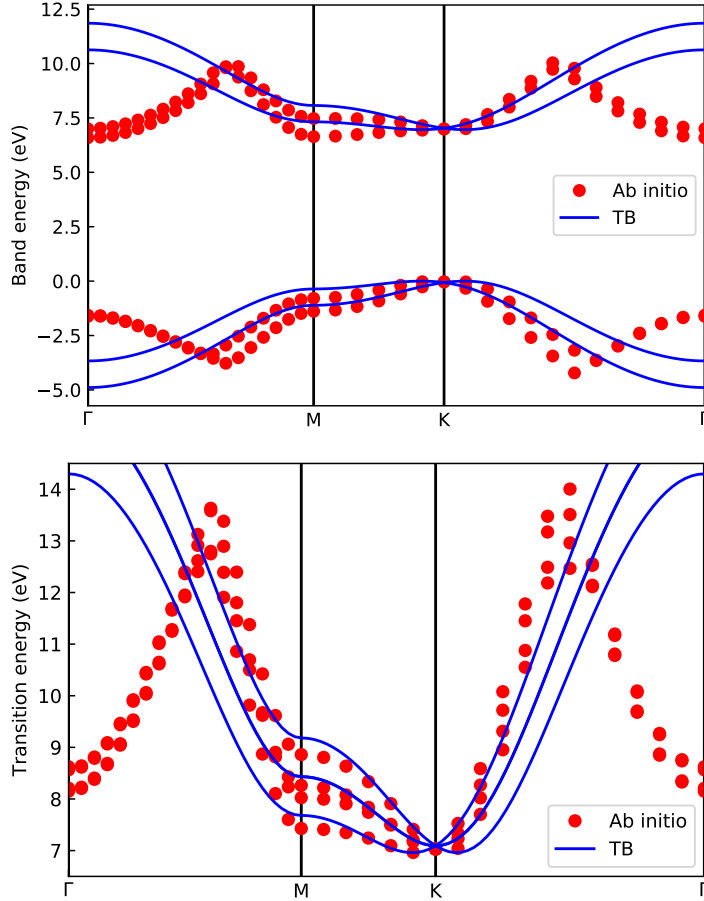 12.5
10.0
7.5
5.0
2.5
0.0
−2.5
−5.0
Band energy (eV)
Ab initio
TB
Γ
M
K
Γ
14
13
12
11
10
9
8
7
Transition energy (eV)
Ab initio
TB
Γ
M
K
Γ